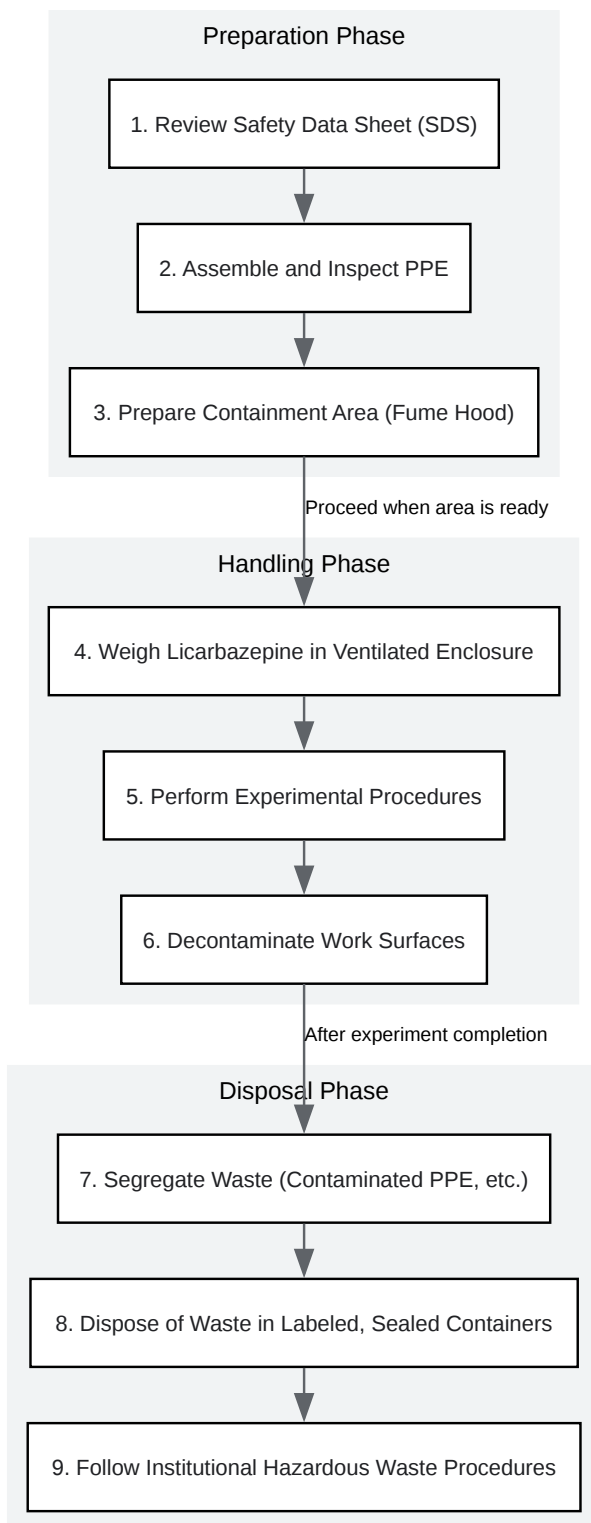 Preparation Phase
1. Review Safety Data Sheet (SDS)
2. Assemble and Inspect PPE
3. Prepare Containment Area (Fume Hood)
Proceed when area is ready
Handling Phase
4. Weigh Licarbazepine in Ventilated Enclosure
5. Perform Experimental Procedures
6. Decontaminate Work Surfaces
After experiment completion
Disposal Phase
7. Segregate Waste (Contaminated PPE, etc.)
8. Dispose of Waste in Labeled, Sealed Containers
9. Follow Institutional Hazardous Waste Procedures